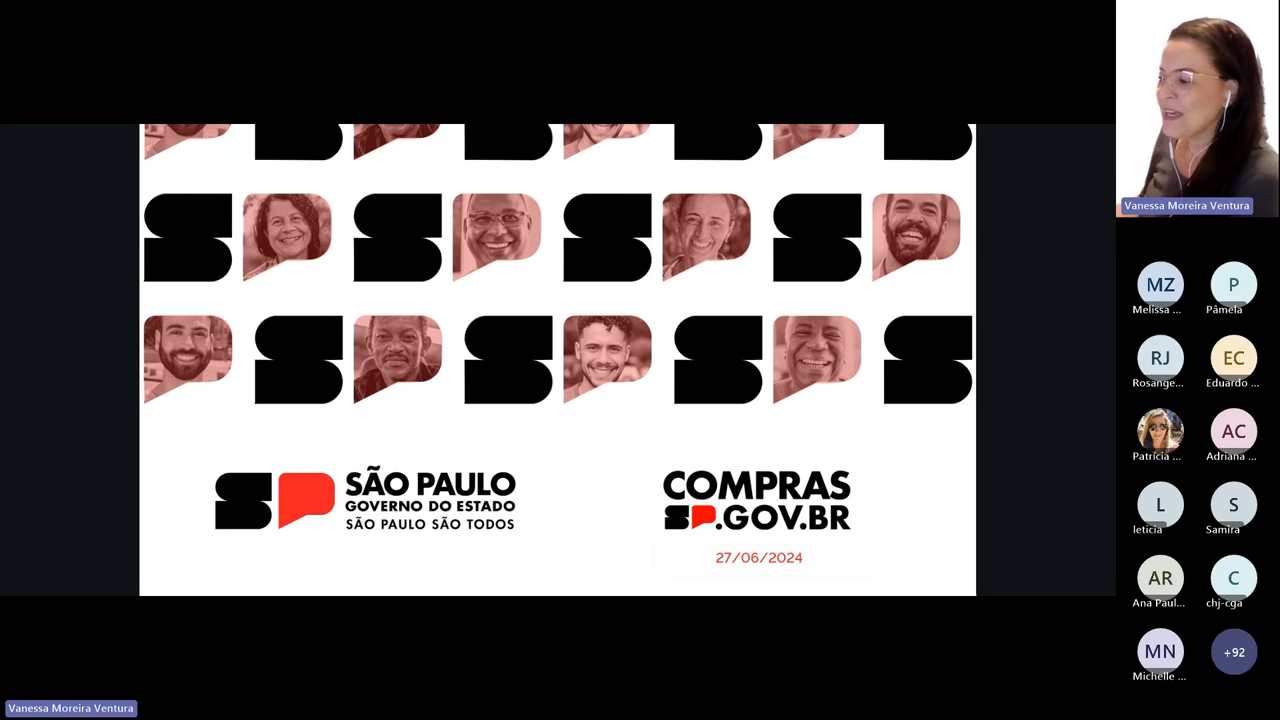 SÃO PAULO
GOVERNO DO ESTADO
SÃO PAULO SÃO TODOS
COMPRAS
SP.GOV.BR
27/06/2024
Vanessa Moreira Ventura
MZ
Melissa ...
P
Pâmela
RJ
Rosange...
EC
Eduardo ...
Patrícia ...
AC
Adriana ...
L
leticia
S
Samira
AR
Ana Paul...
C
chj-cga
MN
Michelle ...
+92
Vanessa Moreira Ventura